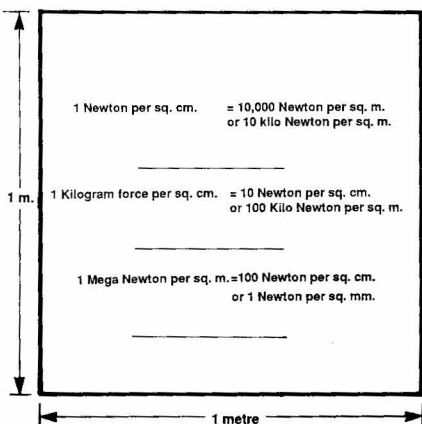 1 Newton per sq. cm. = 10,000 Newton per sq. m.
or 10 kilo Newton per sq. m.
1 m.
1 Kilogram force per sq. cm. = 10 Newton per sq. cm.
or 100 Kilo Newton per sq. m.
1 Mega Newton per sq. m.=100 Newton per sq. cm.
or 1 Newton per sq. mm.
1 metre